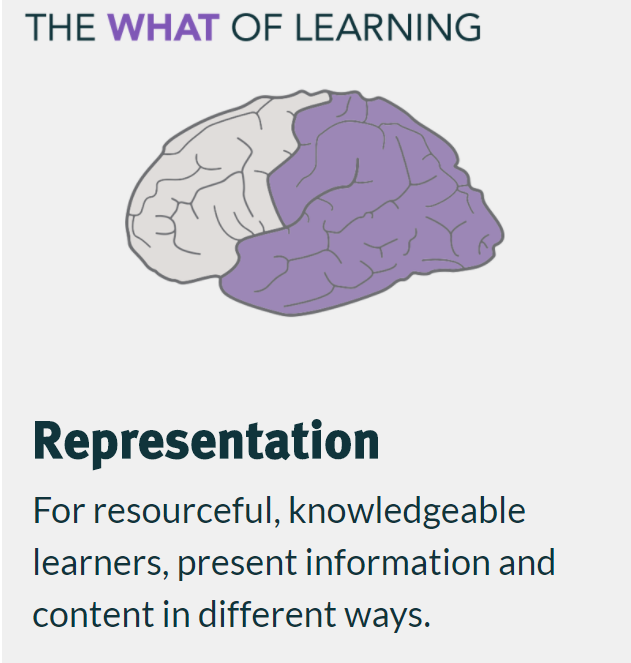 THE WHAT OF LEARNING
Representation
For resourceful, knowledgeable
learners, present information and
content in different ways.